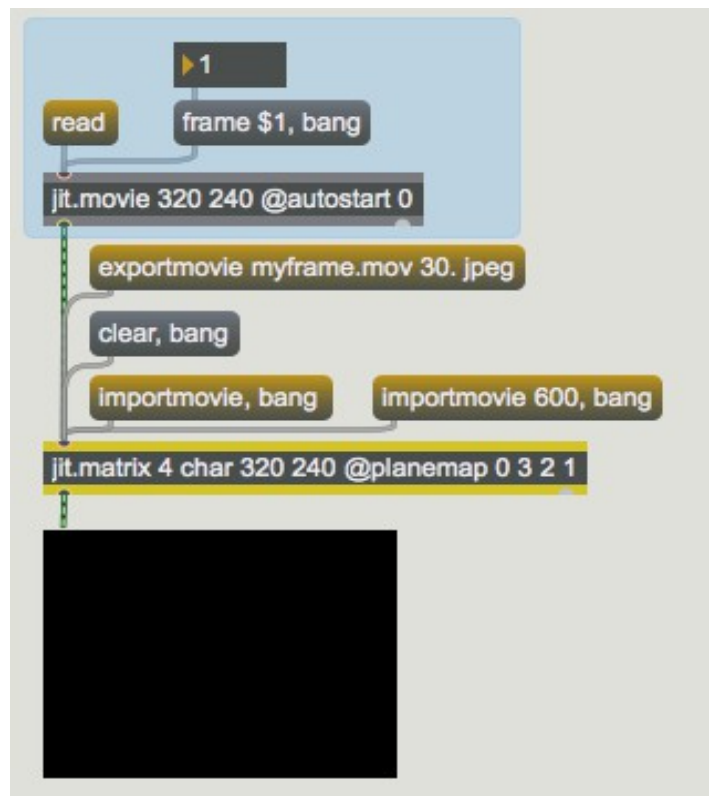 1
read
frame $1, bang
jit.movie 320 240 @autostart 0
exportmovie myframe.mov 30. jpeg
clear, bang
importmovie, bang
importmovie 600, bang
jit.matrix 4 char 320 240 @planemap 0 3 2 1